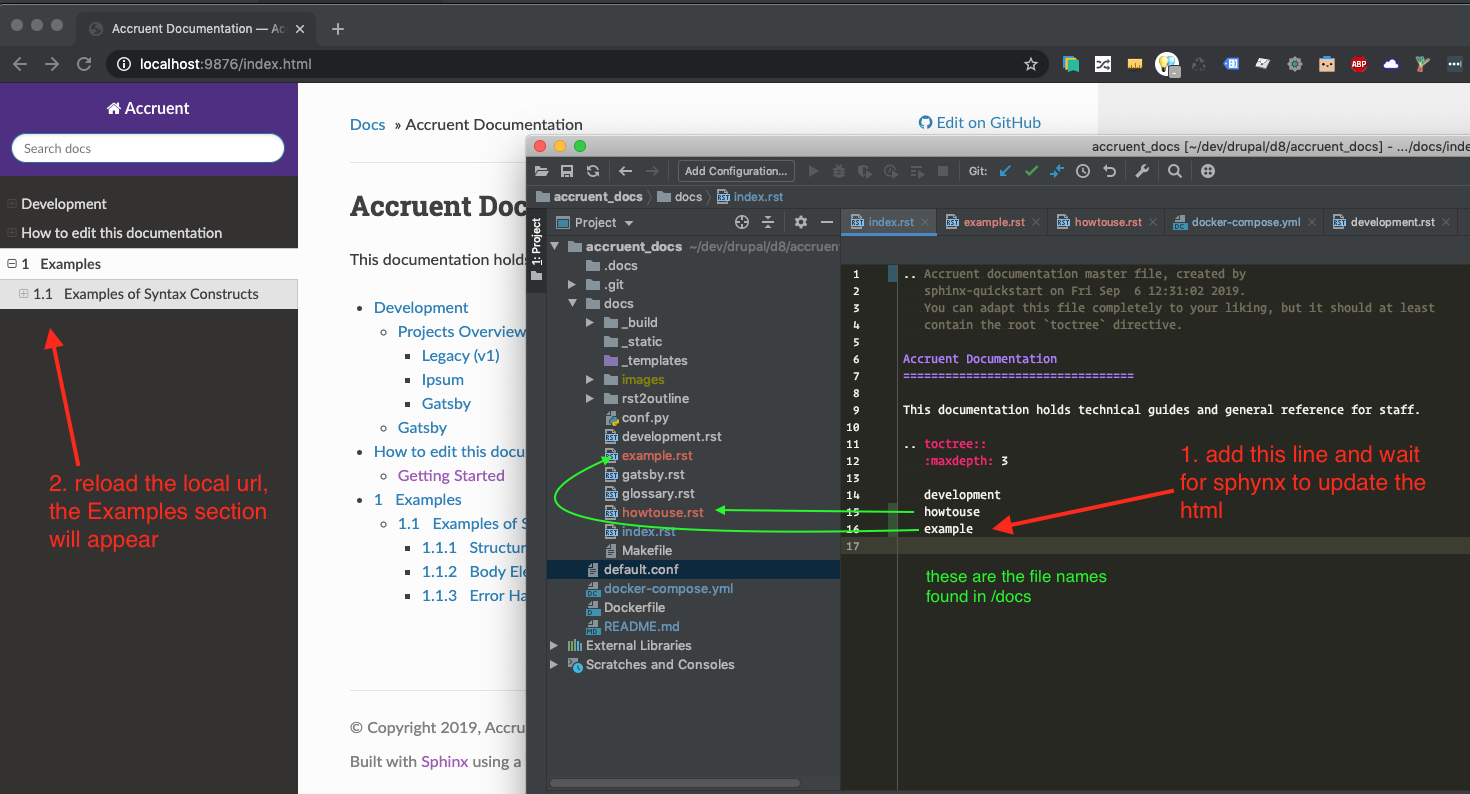 Accruent Documentation — Ac
localhost:9876/index.html
ABP
Accruent
Search docs
Development
How to edit this documentation
1 Examples
1.1 Examples of Syntax Constructs
2. reload the local url,
the Examples section
will appear
Docs » Accruent Documentation
Edit on GitHub
Accruent Doc
This documentation holds
Development
Projects Overview
Legacy (v1)
Ipsum
Gatsby
Gatsby
How to edit this docu
Getting Started
1 Examples
1.1 Examples of S
1.1.1 Structur
1.1.2 Body Ele
1.1.3 Error Ha
© Copyright 2019, Accru
Built with Sphinx using a
accruent_docs [~/dev/drupal/d8/accruent_docs] - .../docs/inde
Add Configuration...
Git:
accruent_docs
docs
index.rst
1: Project
Project
accruent_docs ~/dev/drupal/d8/accruen
.docs
.git
docs
_build
_static
_templates
images
rst2outline
conf.py
development.rst
example.rst
gatsby.rst
glossary.rst
howtouse.rst
index.rst
Makefile
default.conf
docker-compose.yml
Dockerfile
README.md
External Libraries
Scratches and Consoles
index.rst
example.rst
howtouse.rst
docker-compose.yml
development.rst
1 .. Accruent documentation master file, created by
2 sphinx-quickstart on Fri Sep 6 12:31:02 2019.
3 You can adapt this file completely to your liking, but it should at least
4 contain the root `toctree` directive.
5
6 Accruent Documentation
7 =================================
8
9 This documentation holds technical guides and general reference for staff.
10
11 .. toctree::
12 :maxdepth: 3
13
14 development
15 howtouse
16 example
17
1. add this line and wait
for sphynx to update the
html
these are the file names
found in /docs